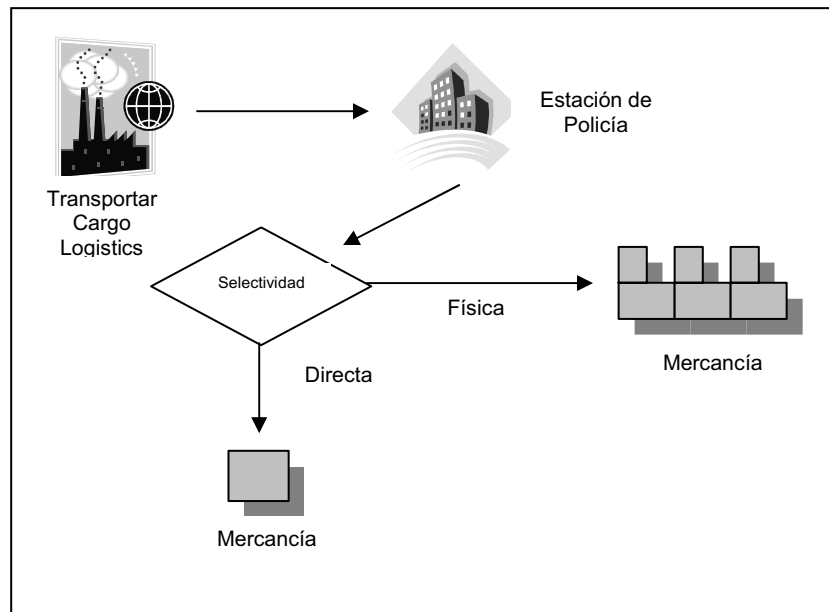 Estación de
Policía
Transportar
Cargo
Logistics
Selectividad
Física
Mercancía
Directa
Mercancía